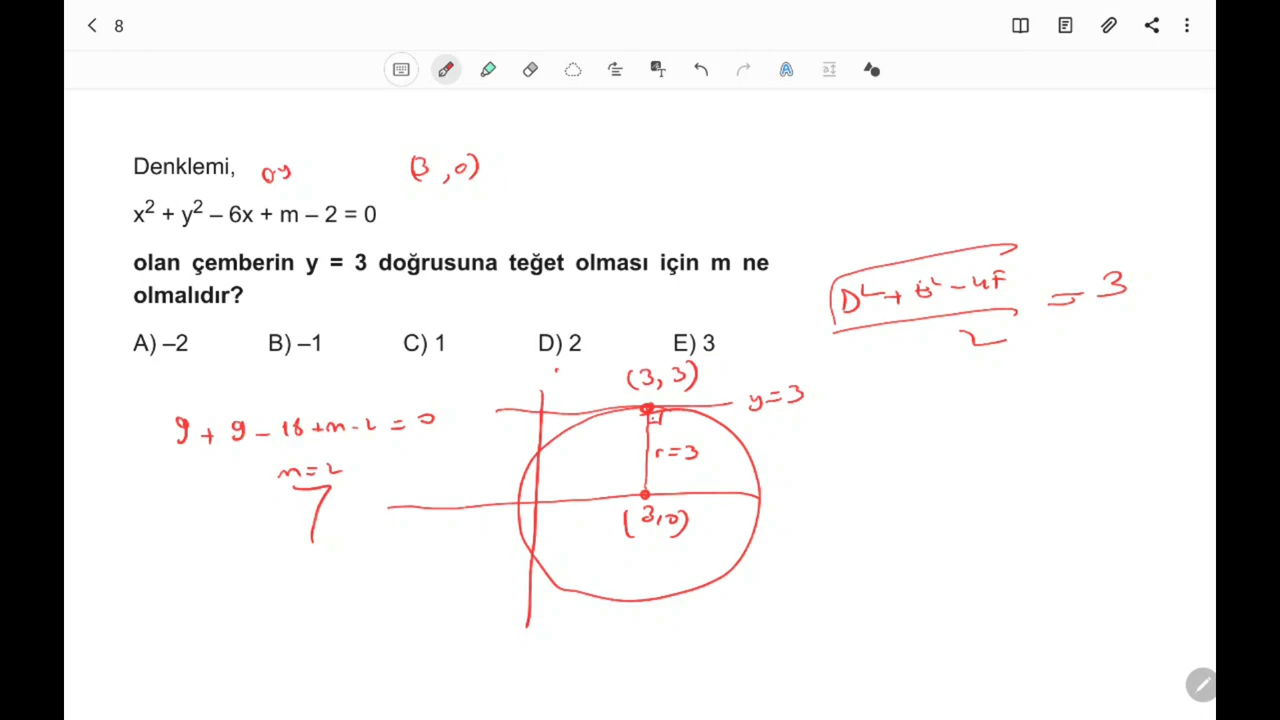 8
Denklemi, oy (3, 0)
x² + y² – 6x + m – 2 = 0
olan çemberin y = 3 doğrusuna teğet olması için m ne
olmalıdır?
A) –2 B) –1 C) 1 D) 2 E) 3
√D² + E² – 4F / 2 = 3
(3, 3)
y = 3
9 + 9 – 18 + m – 2 = 0
r = 3
m = 2
(3, 0)